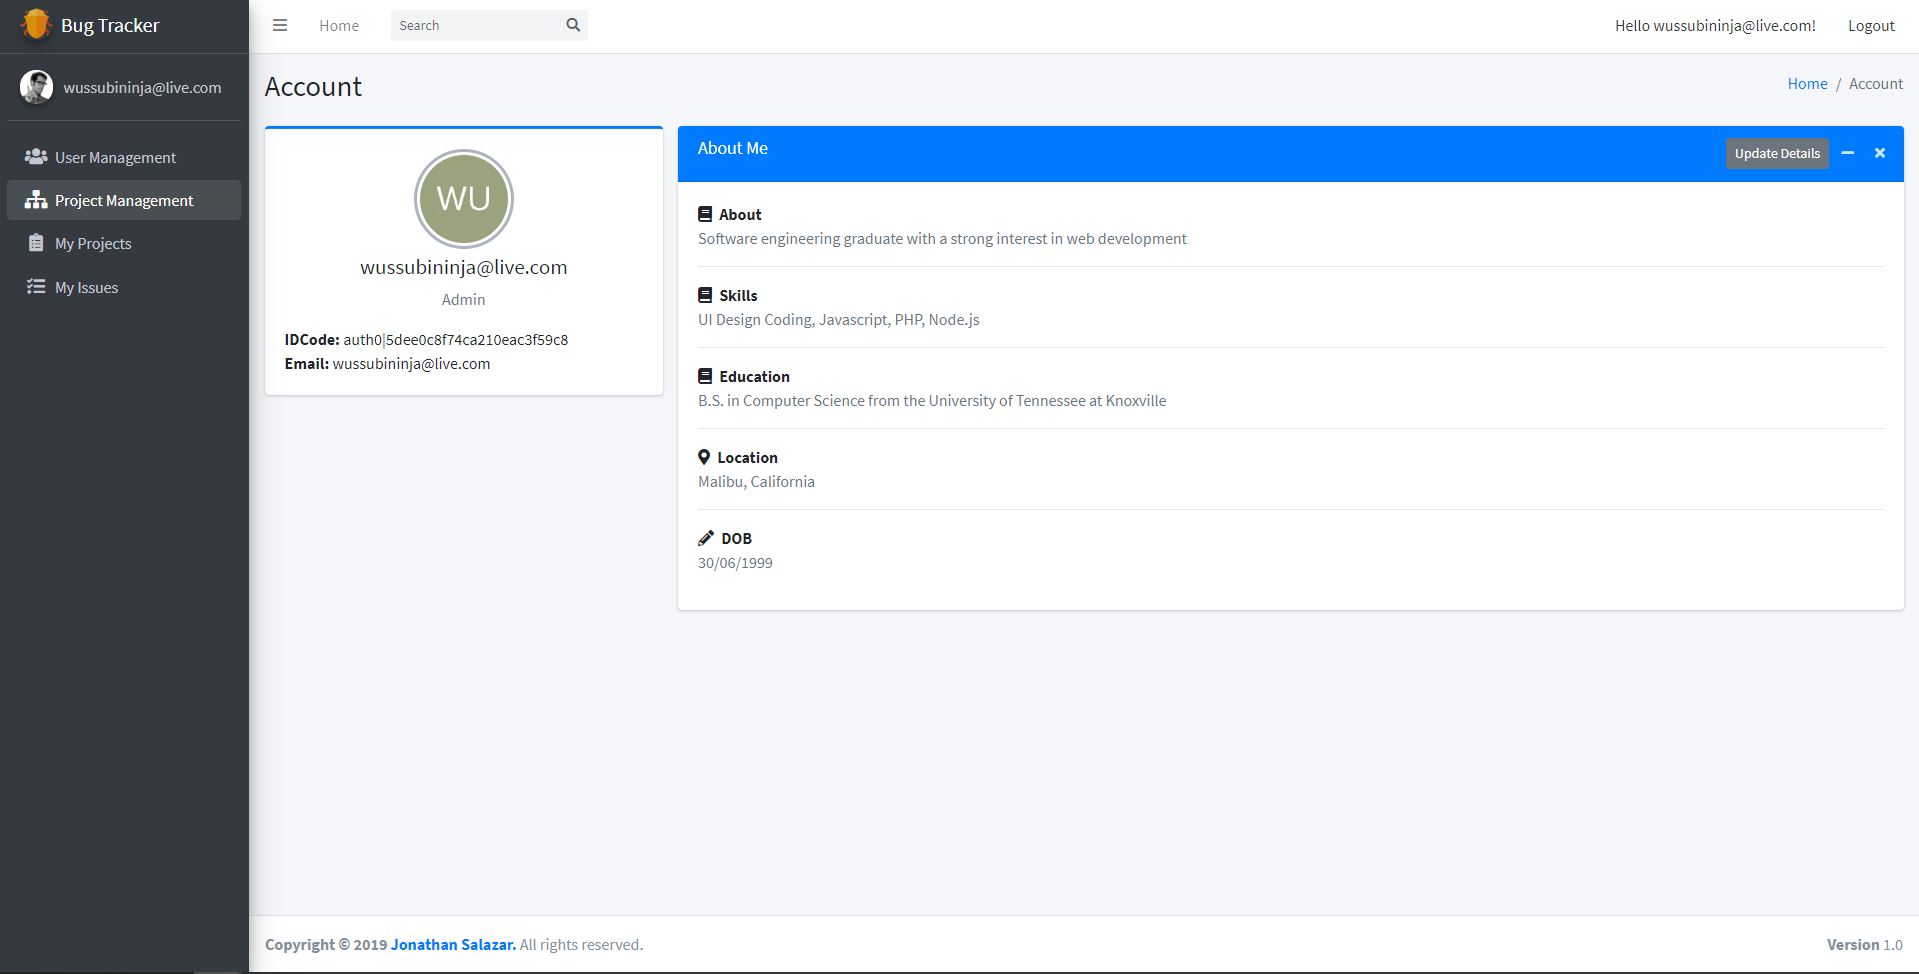 Bug Tracker
Home
Search
Hello wussubininja@live.com!
Logout
wussubininja@live.com
User Management
Project Management
My Projects
My Issues
Account
Home / Account
WU
wussubininja@live.com
Admin
IDCode: auth0|5dee0c8f74ca210eac3f59c8
Email: wussubininja@live.com
About Me
Update Details
About
Software engineering graduate with a strong interest in web development
Skills
UI Design Coding, Javascript, PHP, Node.js
Education
B.S. in Computer Science from the University of Tennessee at Knoxville
Location
Malibu, California
DOB
30/06/1999
Copyright © 2019 Jonathan Salazar. All rights reserved.
Version 1.0